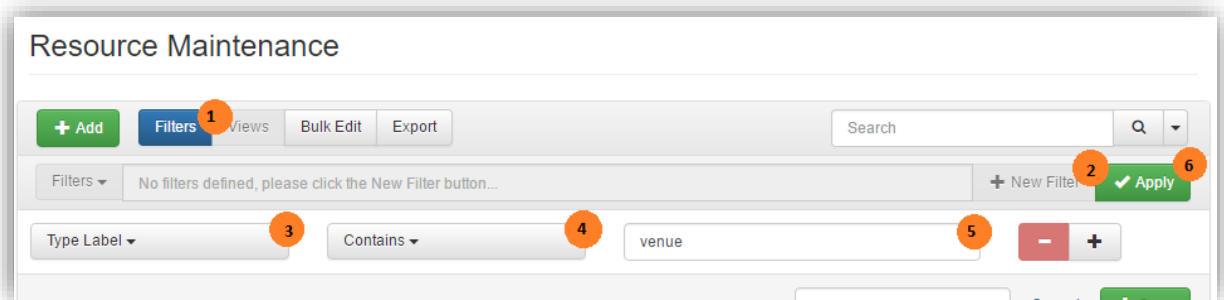 Resource Maintenance
Add Filters 1 Views Bulk Edit Export Search
Filters No filters defined, please click the New Filter button... New Filter 2 Apply 6
Type Label 3 Contains 4 venue 5